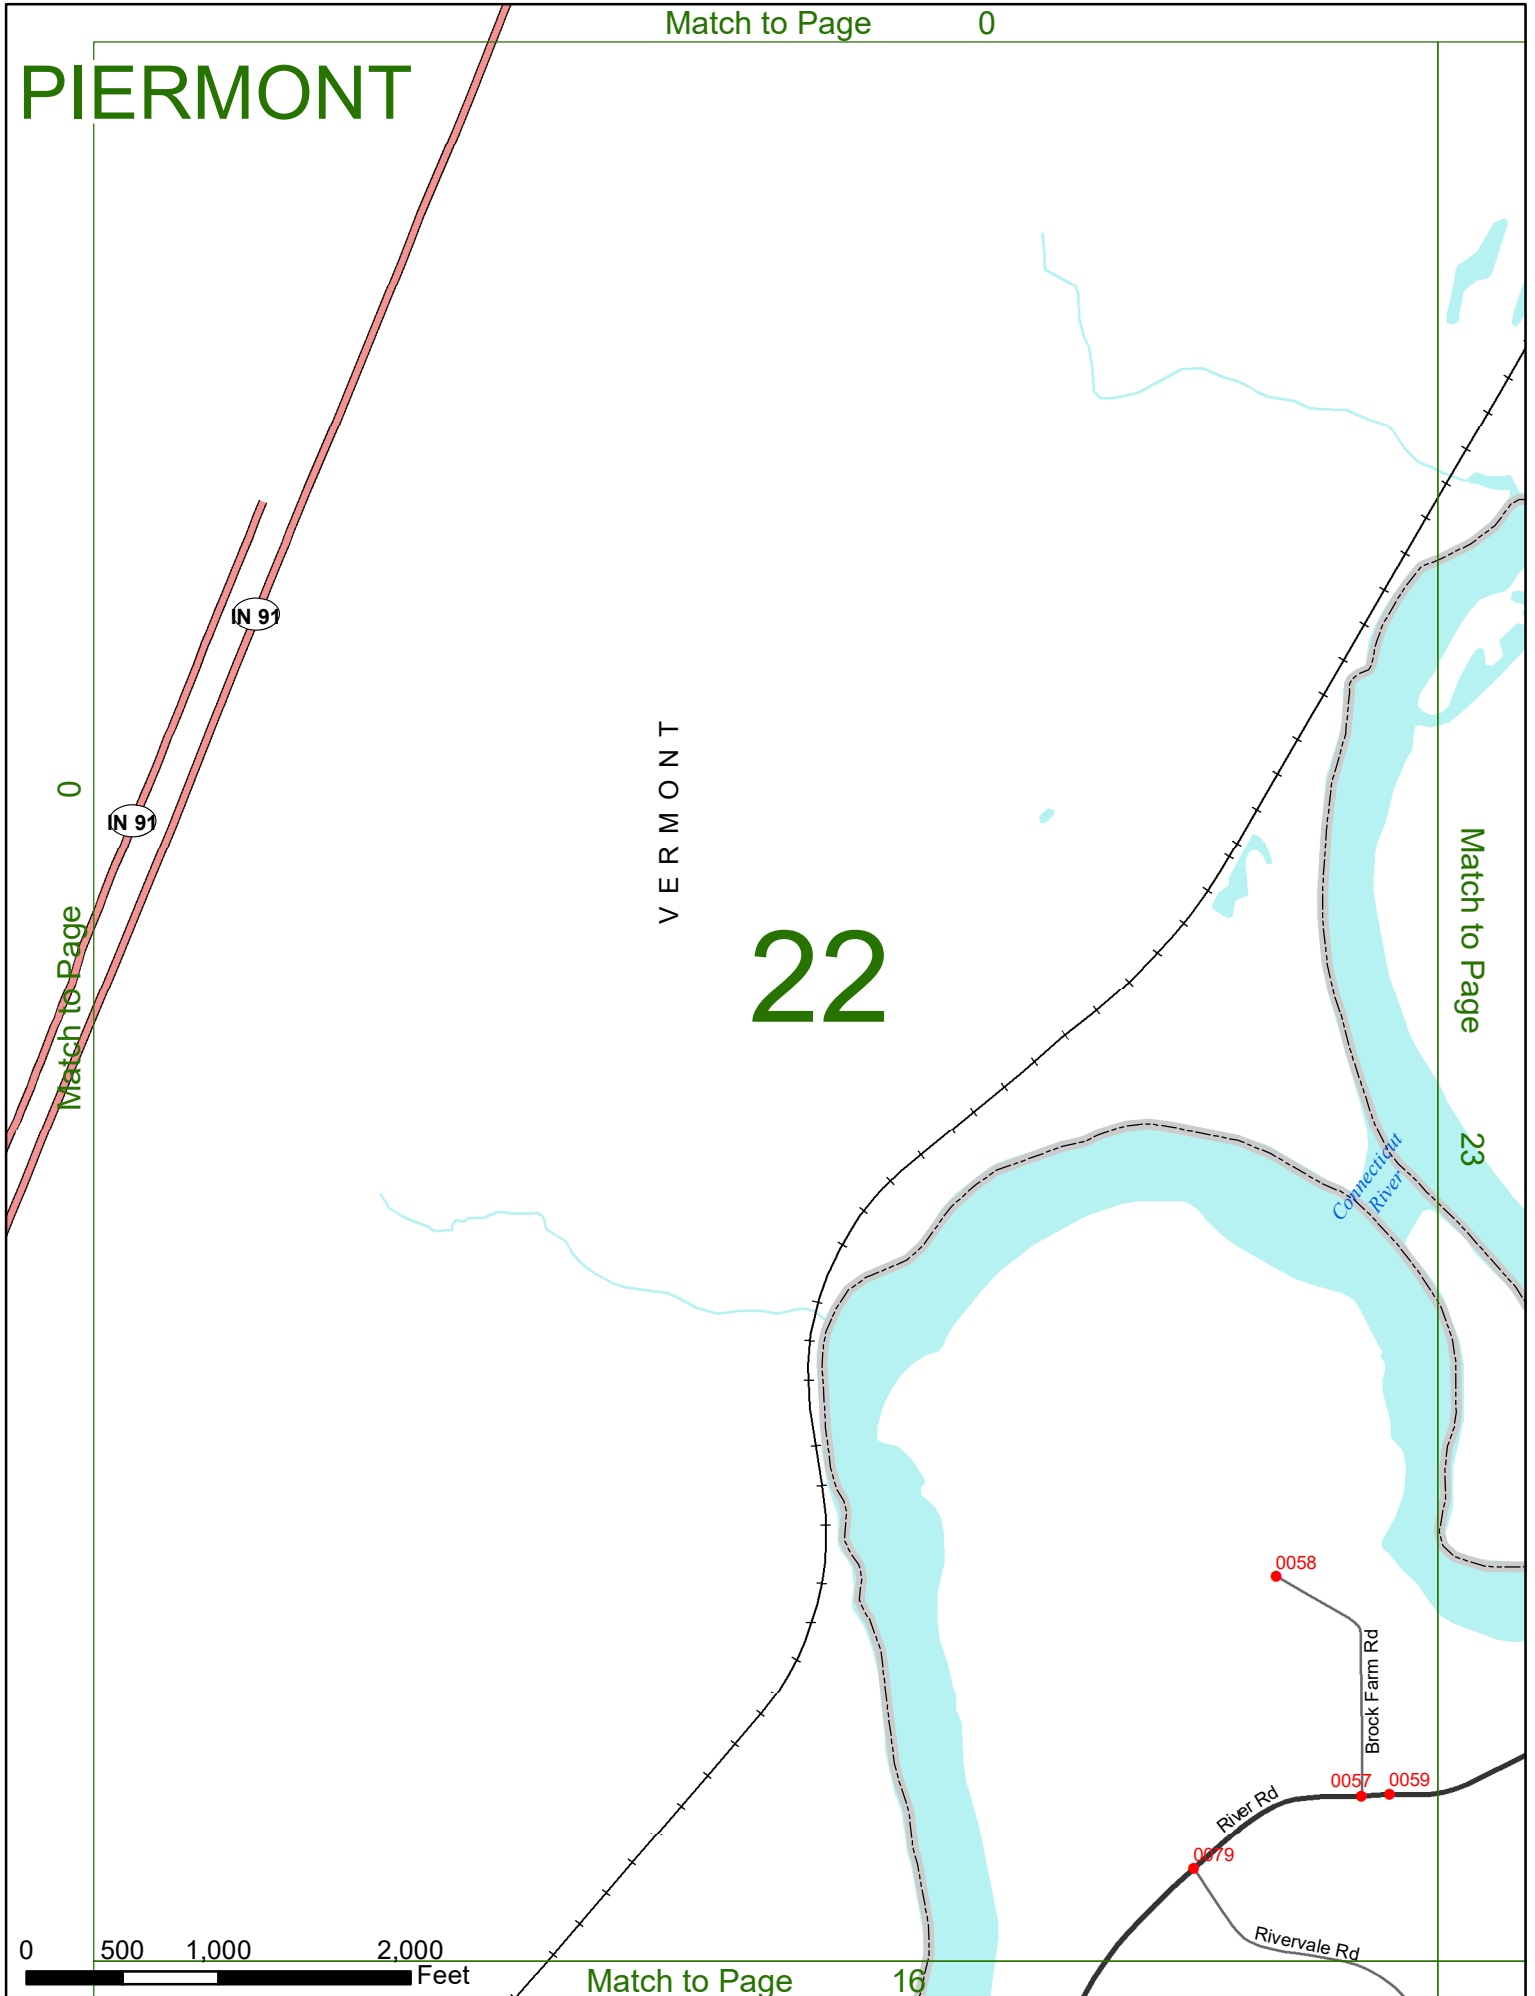 Match to Page 0
PIERMONT
IN 91
IN 91
VERMONT
0
Match to Page
22
Match to Page
23
Connecticut
River
0058
Brock Farm Rd
0057
0059
River Rd
0079
Rivervale Rd
0 500 1,000 2,000
Feet
Match to Page 16